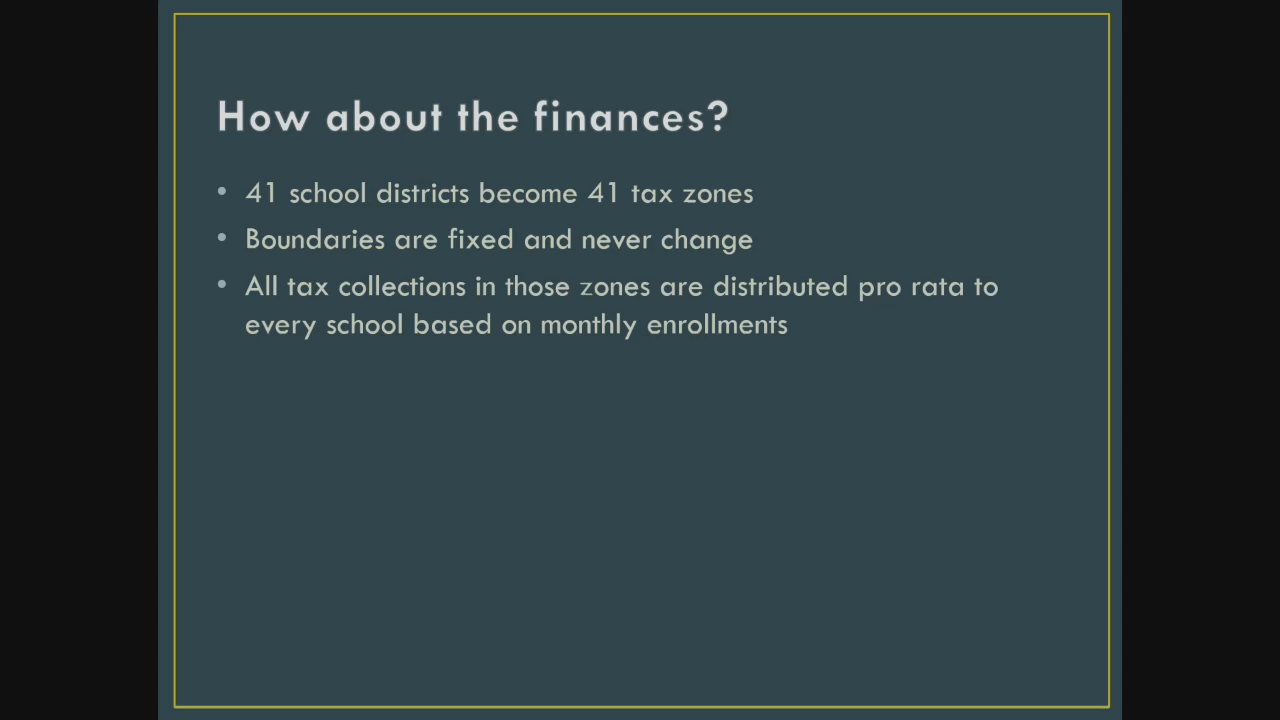 How about the finances?
• 41 school districts become 41 tax zones
• Boundaries are fixed and never change
• All tax collections in those zones are distributed pro rata to
every school based on monthly enrollments